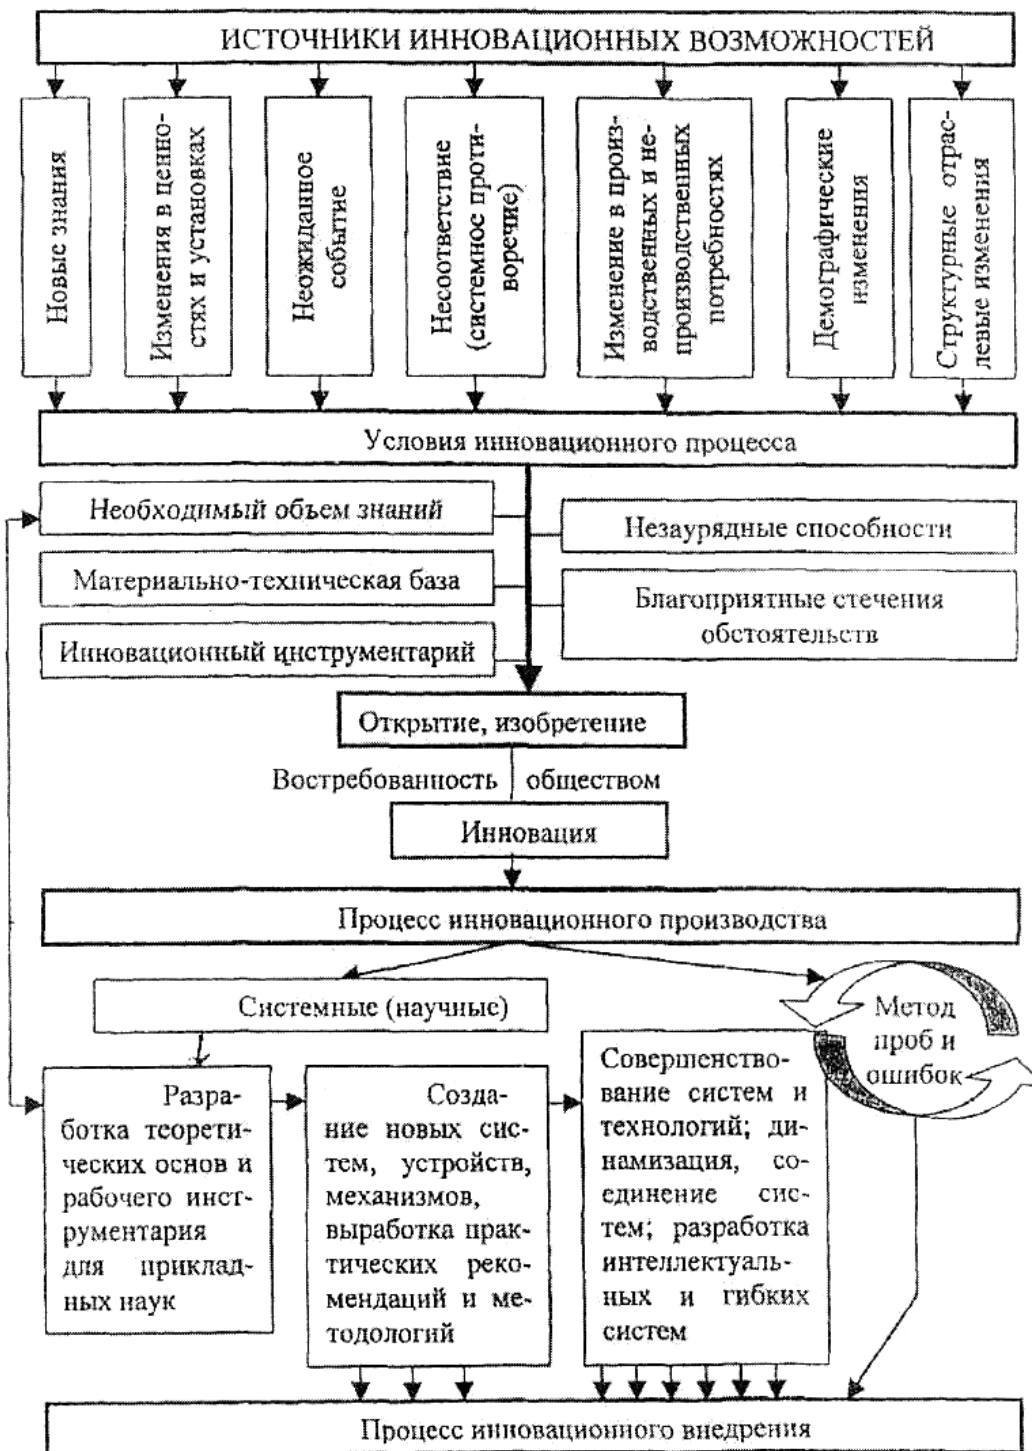 ИСТОЧНИКИ ИННОВАЦИОННЫХ ВОЗМОЖНОСТЕЙ
Новые знания
Изменения в ценно-
стях и установках
Неожиданное
событие
Несоответствие
(системное проти-
воречие)
Изменение в произ-
водственных и не-
производственных
потребностях
Демографические
изменения
Структурные отрас-
левые изменения
Условия инновационного процесса
Необходимый объем знаний
Незаурядные способности
Материально-техническая база
Благоприятные стечения
обстоятельств
Инновационный инструментарий
Открытие, изобретение
Востребованность обществом
Инновация
Процесс инновационного производства
Системные (научные)
Метод
проб и
ошибок
Разра-
ботка теорети-
ческих основ и
рабочего инст-
рументария
для приклад-
ных наук
Созда-
ние новых сис-
тем, устройств,
механизмов,
выработка прак-
тических реко-
мендаций и ме-
тодологий
Совершенство-
вание систем и
технологий; ди-
намизация, со-
единение сис-
тем; разработка
интеллектуаль-
ных и гибких
систем
Процесс инновационного внедрения